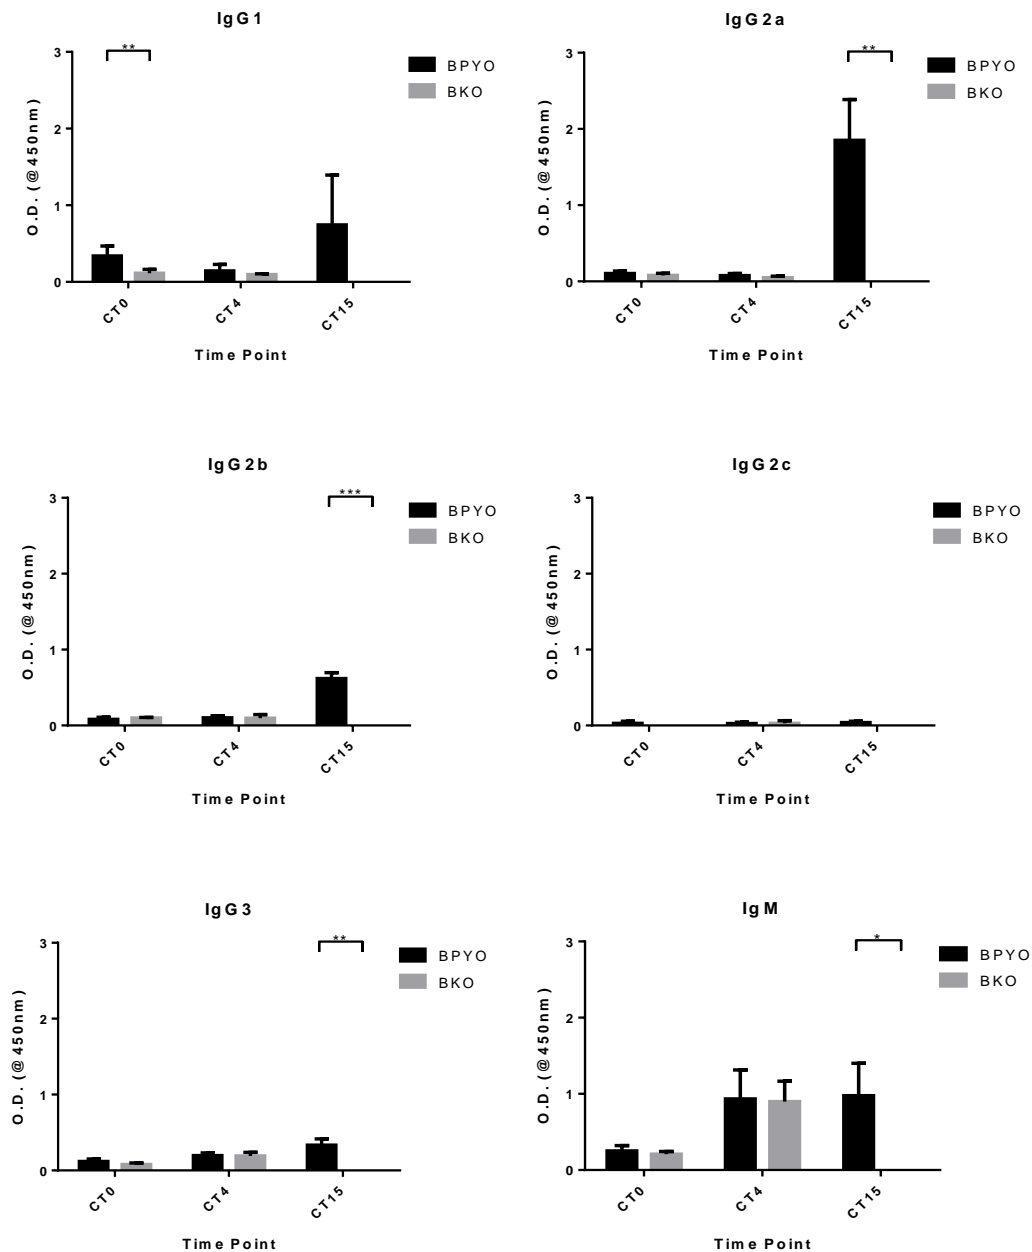 IgG1
**
3
2
1
0
O.D. (@450nm)
CT0
CT4
CT15
Time Point
BPYO
BKO
IgG2a
**
3
2
1
0
O.D. (@450nm)
CT0
CT4
CT15
Time Point
BPYO
BKO
IgG2b
***
3
2
1
0
O.D. (@450nm)
CT0
CT4
CT15
Time Point
BPYO
BKO
IgG2c
3
2
1
0
O.D. (@450nm)
CT0
CT4
CT15
Time Point
BPYO
BKO
IgG3
**
3
2
1
0
O.D. (@450nm)
CT0
CT4
CT15
Time Point
BPYO
BKO
IgM
*
3
2
1
0
O.D. (@450nm)
CT0
CT4
CT15
Time Point
BPYO
BKO